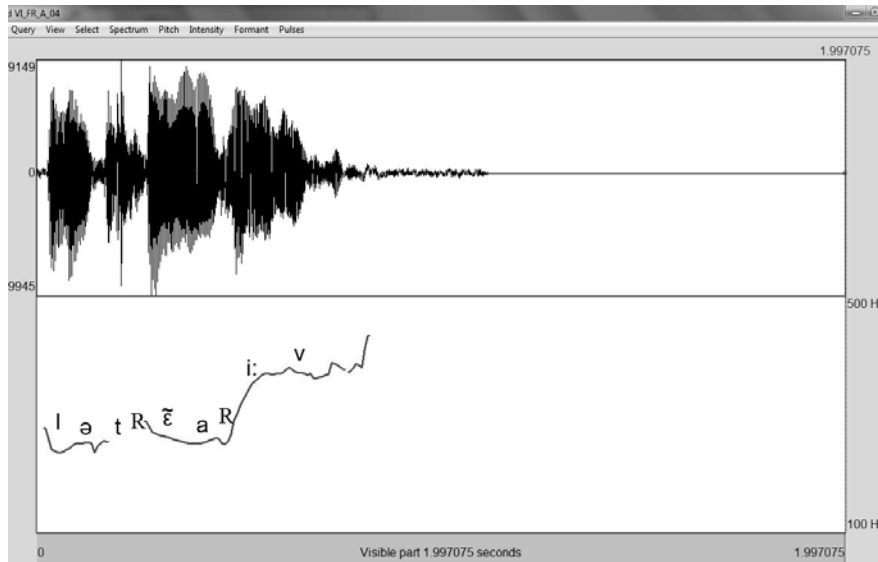 d VI_FR_A_04
Query View Select Spectrum Pitch Intensity Formant Pulses
1.997075
9149
0
9945
500 H
i: v
l ə t R ɛ̃ a R
100 H
0 Visible part 1.997075 seconds 1.997075